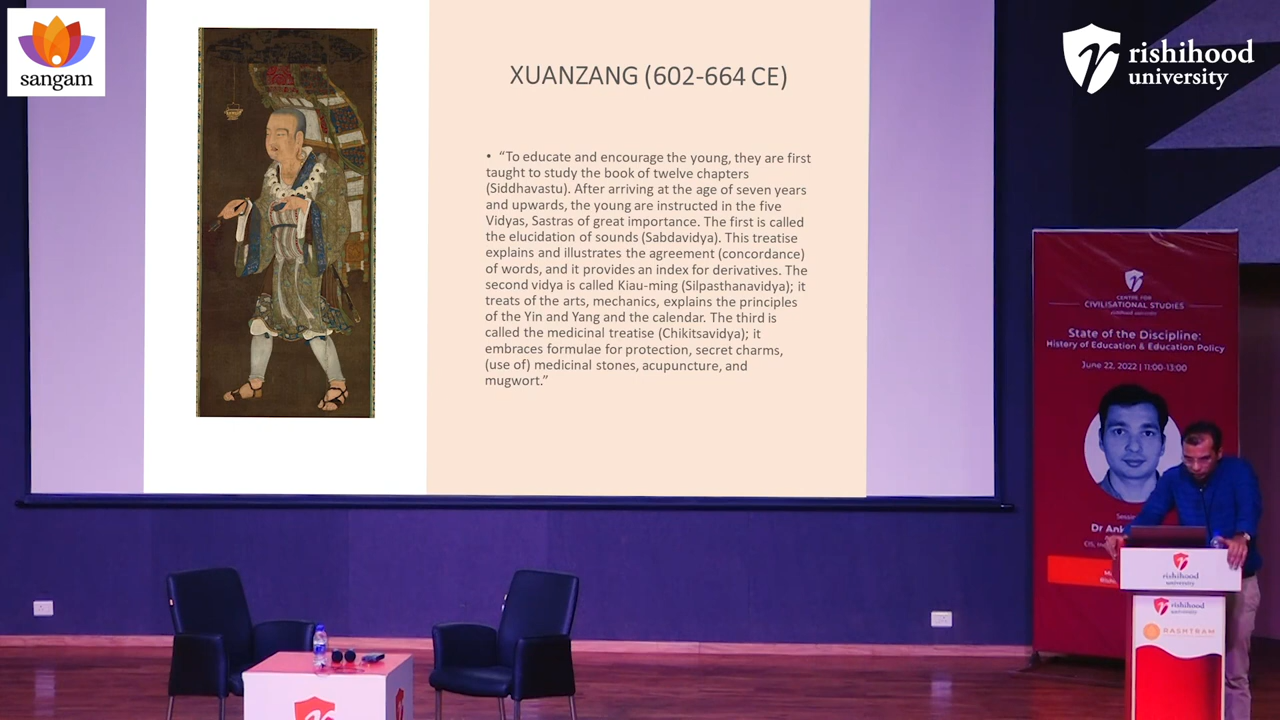 sangam
rishihood
university
XUANZANG (602-664 CE)
• “To educate and encourage the young, they are first
taught to study the book of twelve chapters
(Siddhavastu). After arriving at the age of seven years
and upwards, the young are instructed in the five
Vidyas, Sastras of great importance. The first is called
the elucidation of sounds (Sabdavidya). This treatise
explains and illustrates the agreement (concordance)
of words, and it provides an index for derivatives. The
second vidya is called Kiau-ming (Silpasthanavidya); it
treats of the arts, mechanics, explains the principles
of the Yin and Yang and the calendar. The third is
called the medicinal treatise (Chikitsavidya); it
embraces formulae for protection, secret charms,
(use of) medicinal stones, acupuncture, and
mugwort.”
CENTRE FOR
CIVILISATIONAL STUDIES
rishihood university
State of the Discipline:
History of Education & Education Policy
June 22, 2022 | 11:00-13:00
Dr
rishihood
university
rishihood
university
RASHTRAM